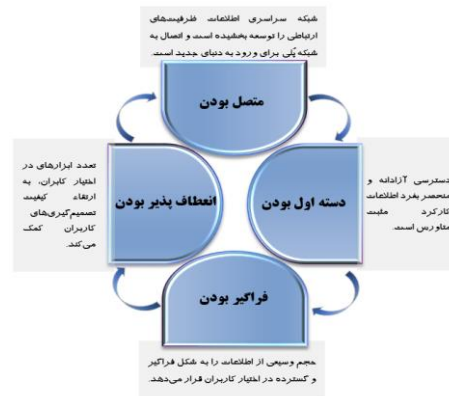 شبکه سراسری اطلاعات ظرفیت‌های
ارتباطی را توسعه بخشیده است و اتصال به
شبکه پُلی برای ورود به دنیای جدید است.
متصل بودن
دسته اول بودن
دسترسی آزادانه و
منحصر بفرد اطلاعات
کارکرد مثبت
متاورس است.
فراگیر بودن
حجم وسیعی از اطلاعات را به شکل فراگیر
و گسترده در اختیار کاربران قرار می‌دهد.
انعطاف پذیر بودن
تعدد ابزارهای در
اختیار کابران، به
ارتقاء کیفیت
تصمیم‌گیری‌های
کاربران کمک
می‌کند.